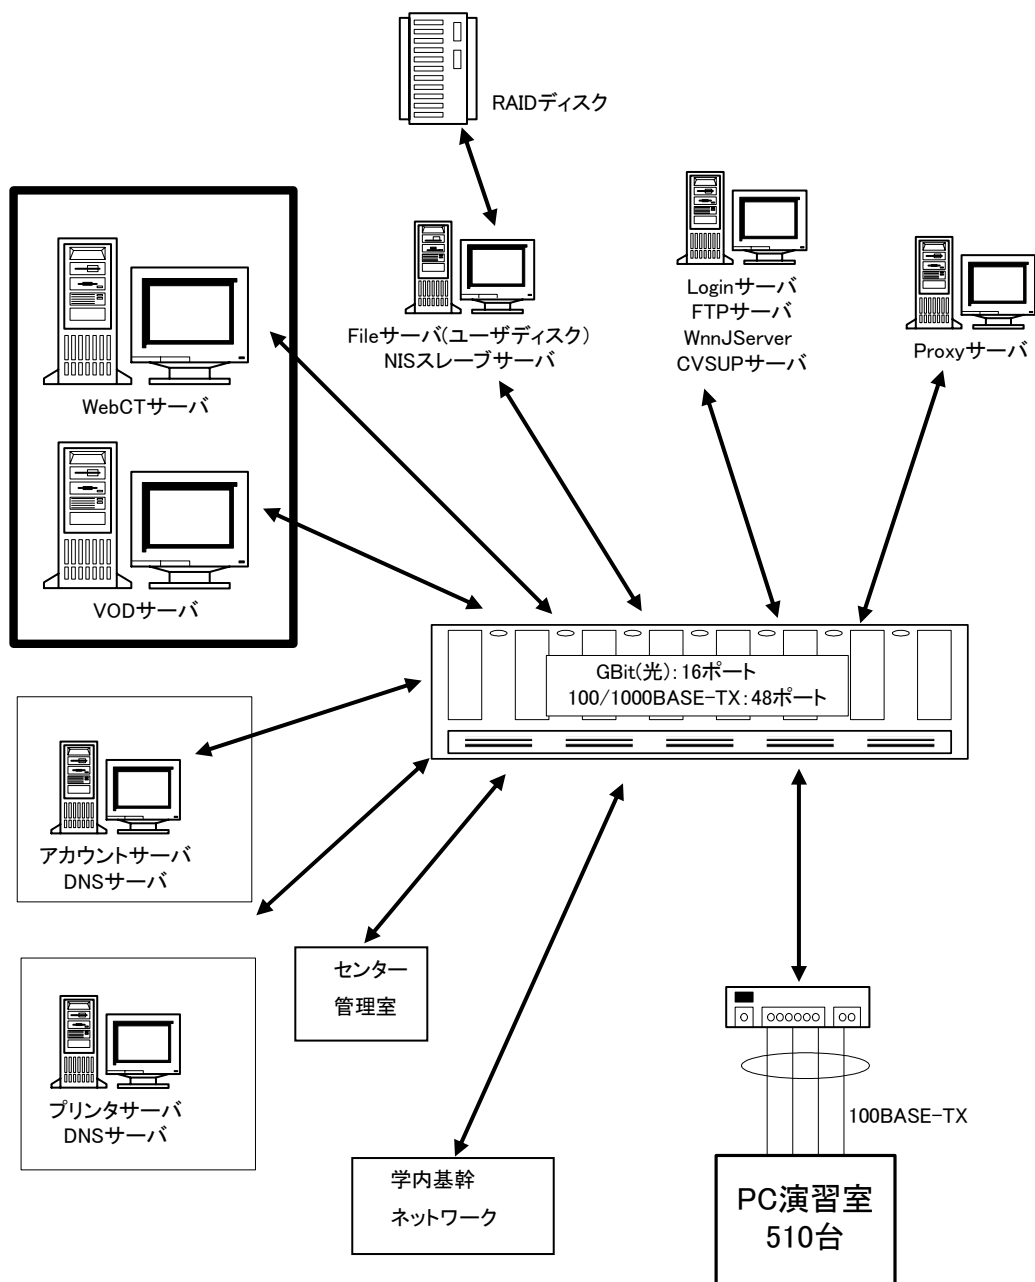 RAIDディスク
Fileサーバ(ユーザディスク)
NISスレーブサーバ
Loginサーバ
FTPサーバ
WnnJServer
CVSUPサーバ
Proxyサーバ
WebCTサーバ
VODサーバ
GBit(光):16ポート
100/1000BASE-TX:48ポート
アカウントサーバ
DNSサーバ
プリンタサーバ
DNSサーバ
センター
管理室
学内基幹
ネットワーク
100BASE-TX
PC演習室
510台